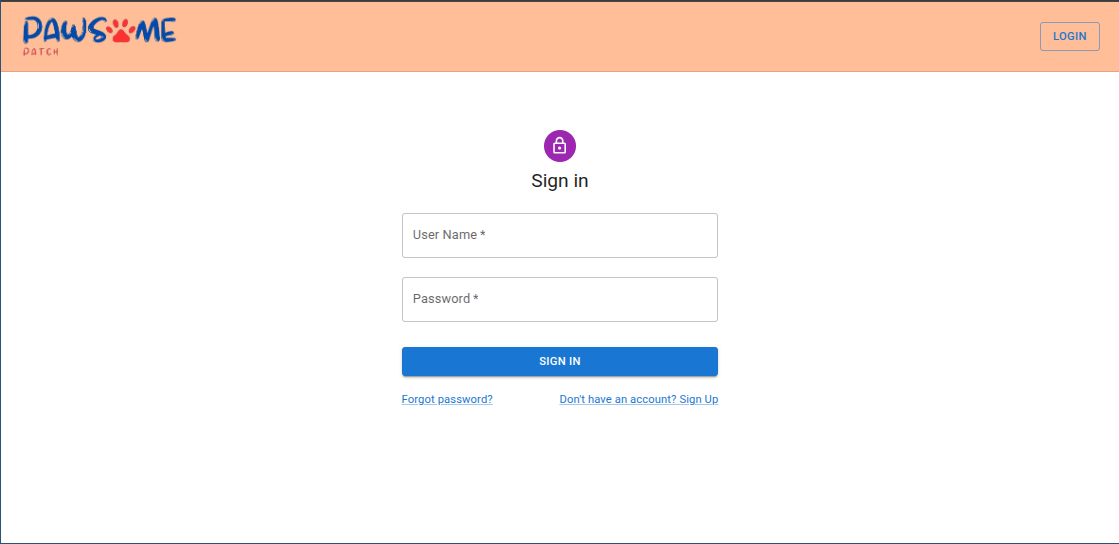 PAWSOME
PATCH
LOGIN
Sign in
User Name *
Password *
SIGN IN
Forgot password?
Don't have an account? Sign Up